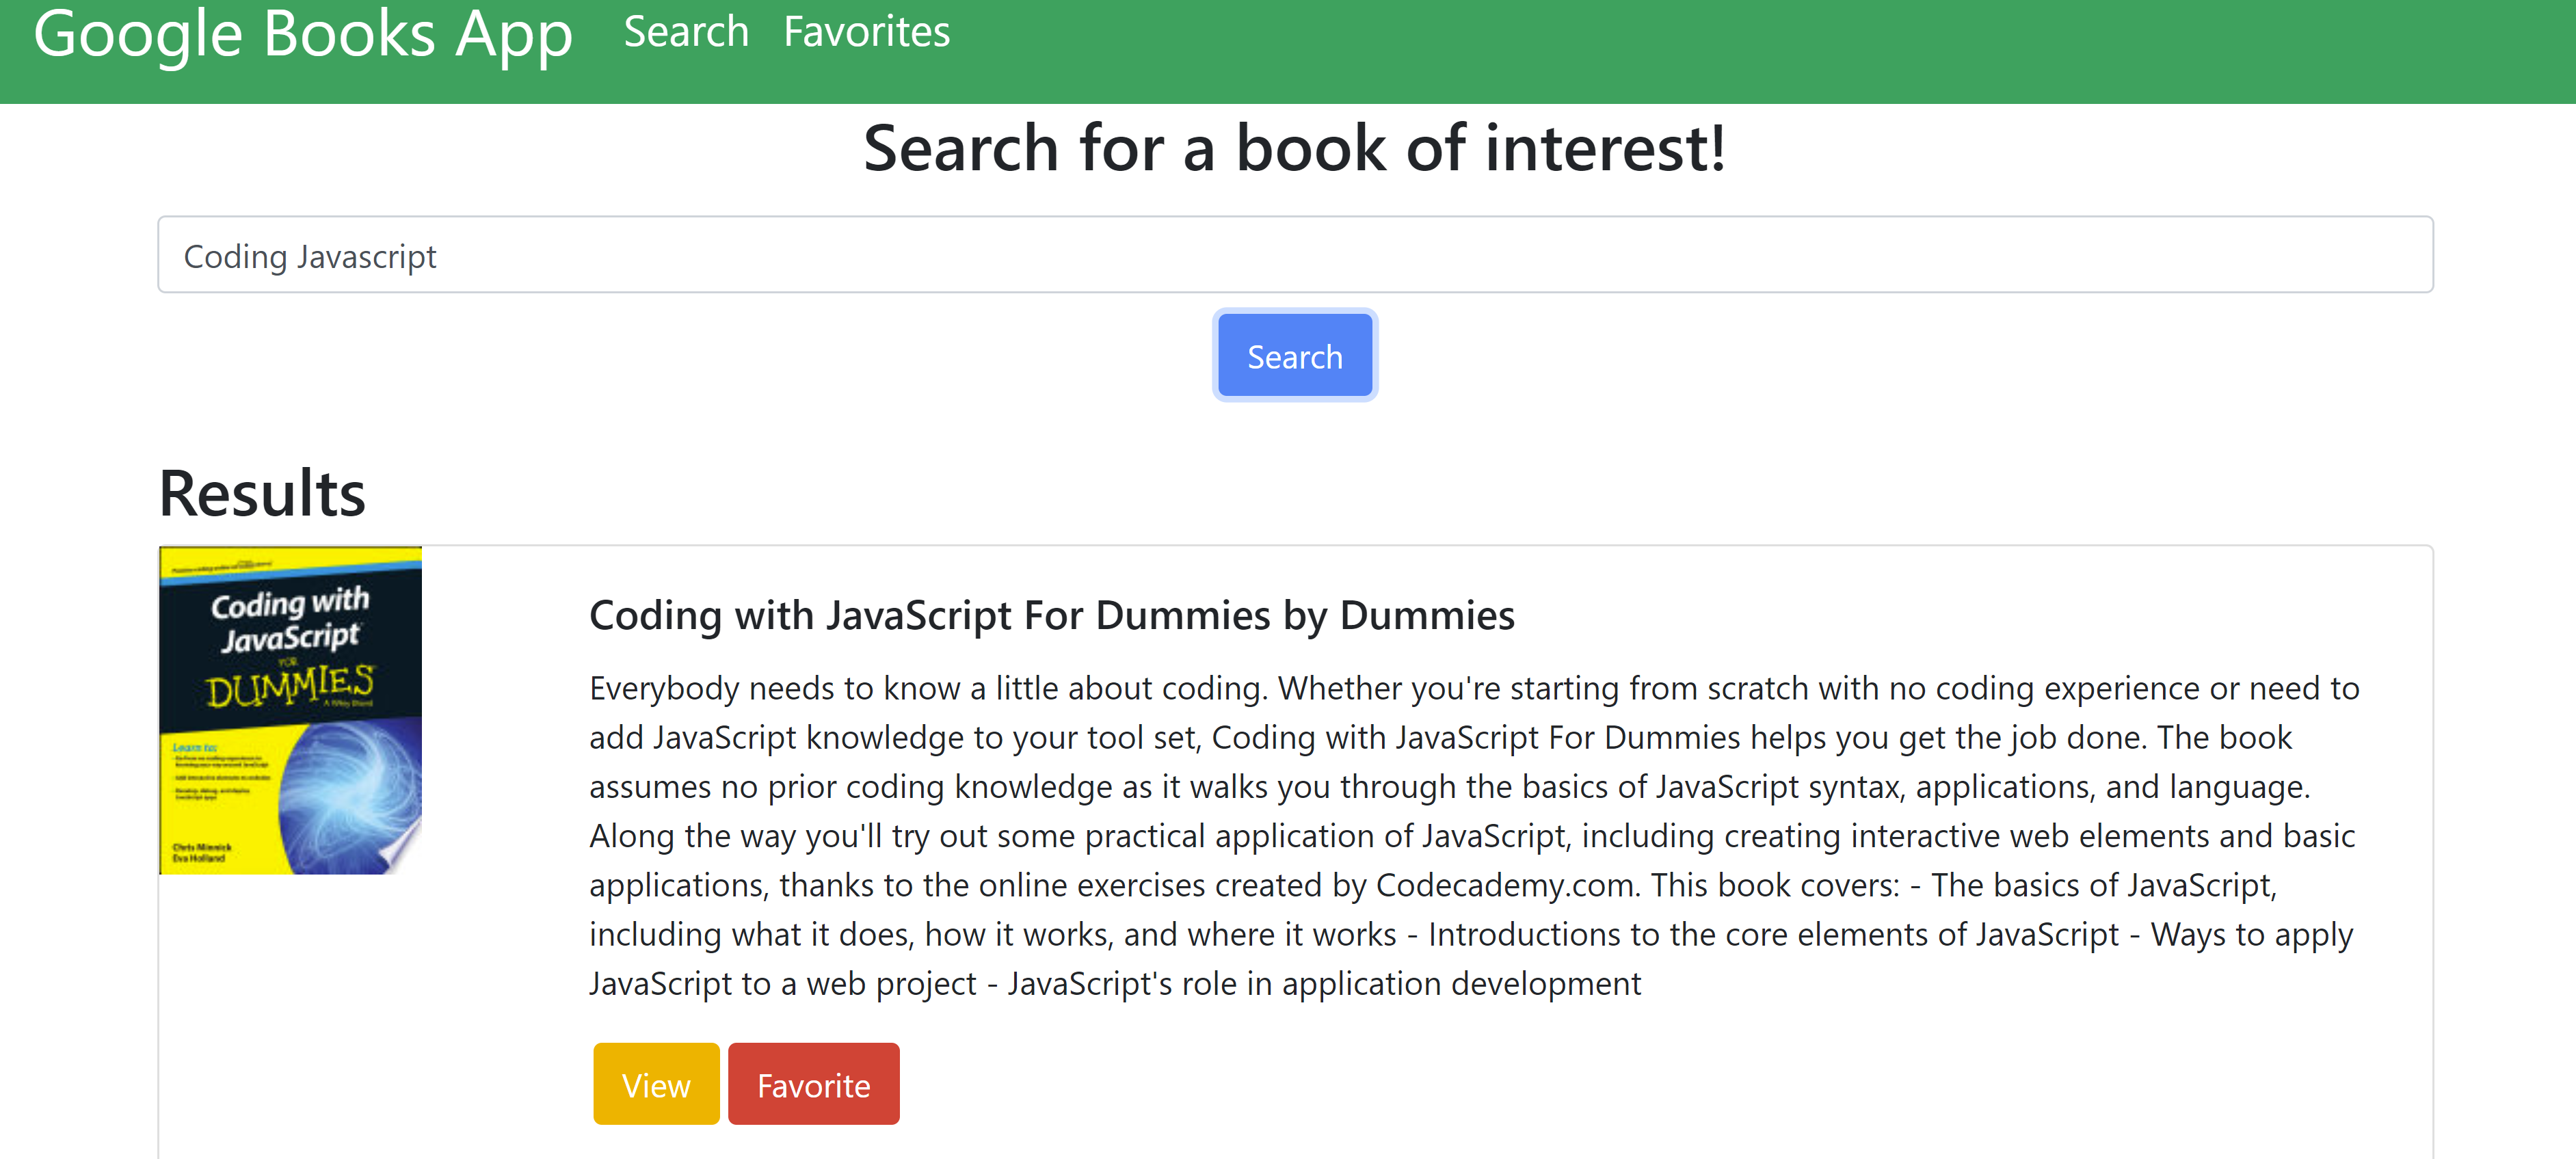 Google Books App Search Favorites
Search for a book of interest!
Coding Javascript
Search
Results
Coding with
JavaScript
FOR
DUMMIES
A Wiley Brand
Learn to:
Chris Minnick
Eva Holland
Coding with JavaScript For Dummies by Dummies
Everybody needs to know a little about coding. Whether you're starting from scratch with no coding experience or need to
add JavaScript knowledge to your tool set, Coding with JavaScript For Dummies helps you get the job done. The book
assumes no prior coding knowledge as it walks you through the basics of JavaScript syntax, applications, and language.
Along the way you'll try out some practical application of JavaScript, including creating interactive web elements and basic
applications, thanks to the online exercises created by Codecademy.com. This book covers: - The basics of JavaScript,
including what it does, how it works, and where it works - Introductions to the core elements of JavaScript - Ways to apply
JavaScript to a web project - JavaScript's role in application development
View Favorite